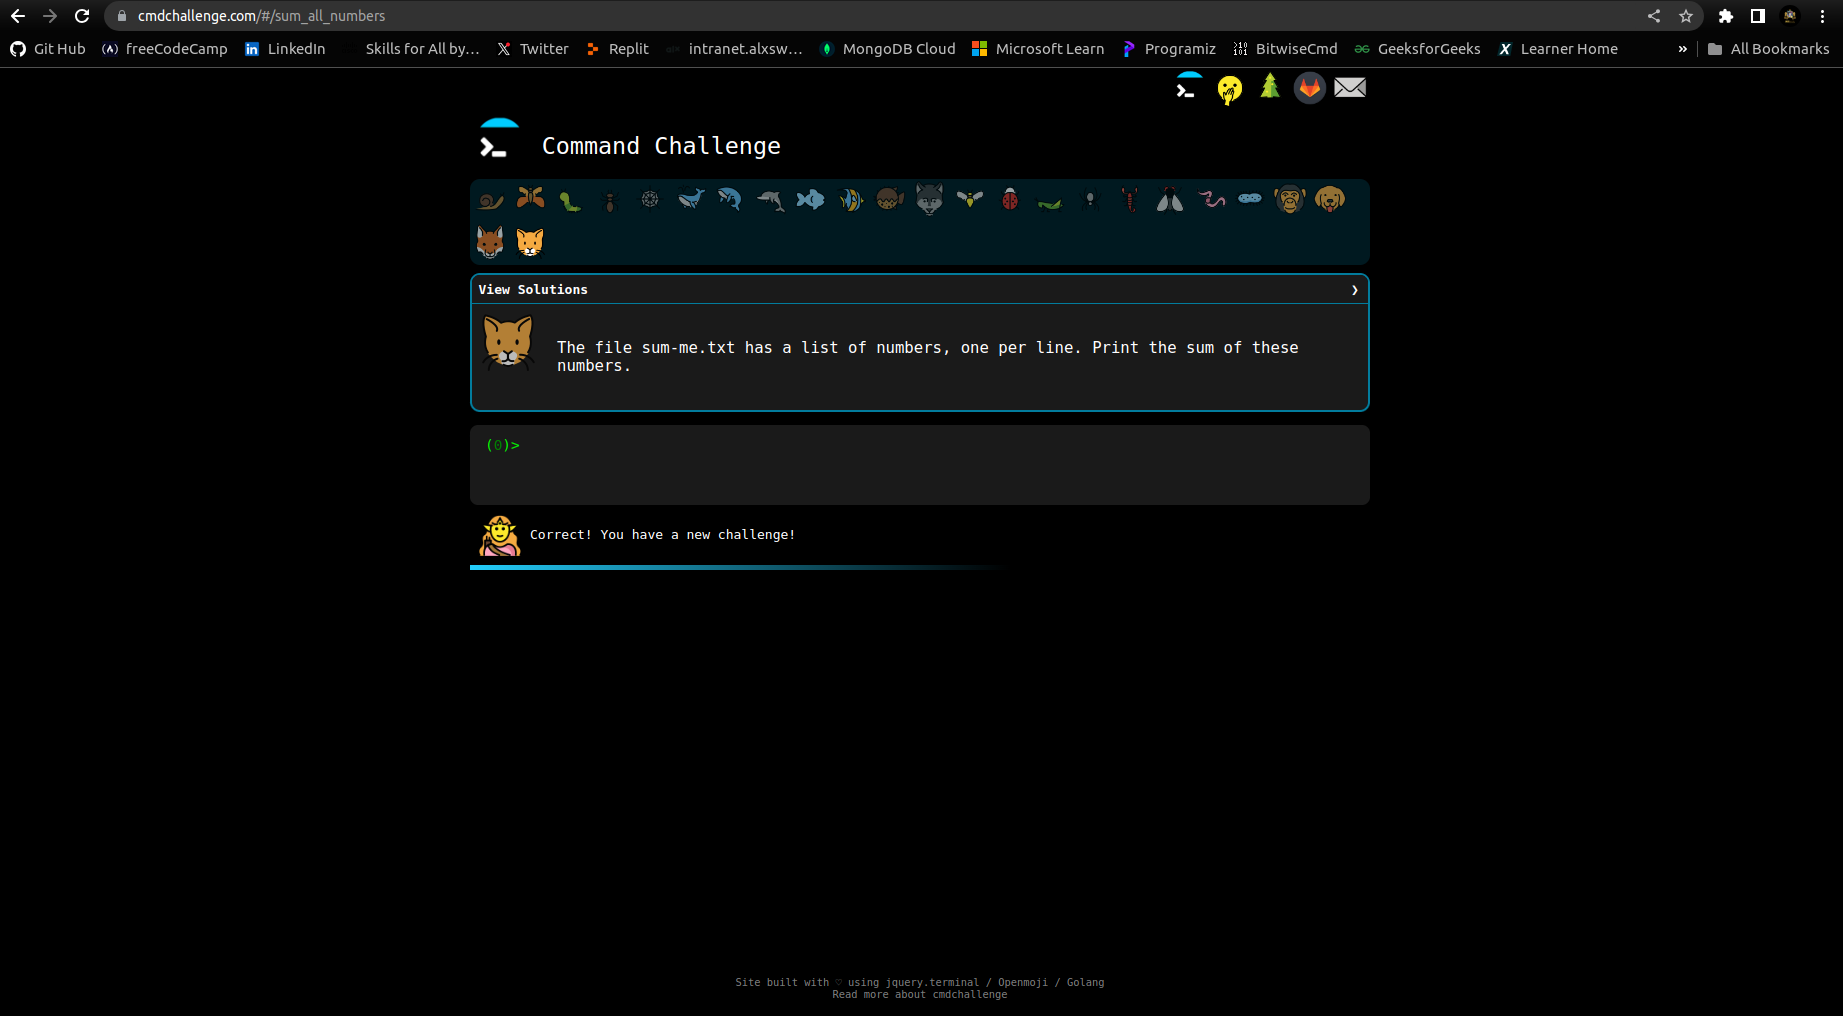 cmdchallenge.com/#/sum_all_numbers
Git Hub freeCodeCamp LinkedIn Skills for All by… Twitter Replit intranet.alxsw… MongoDB Cloud Microsoft Learn Programiz BitwiseCmd GeeksforGeeks Learner Home » All Bookmarks
Command Challenge
View Solutions ❯
The file sum-me.txt has a list of numbers, one per line. Print the sum of these
numbers.
(0)>
Correct! You have a new challenge!
Site built with ♡ using jquery.terminal / Openmoji / Golang
Read more about cmdchallenge